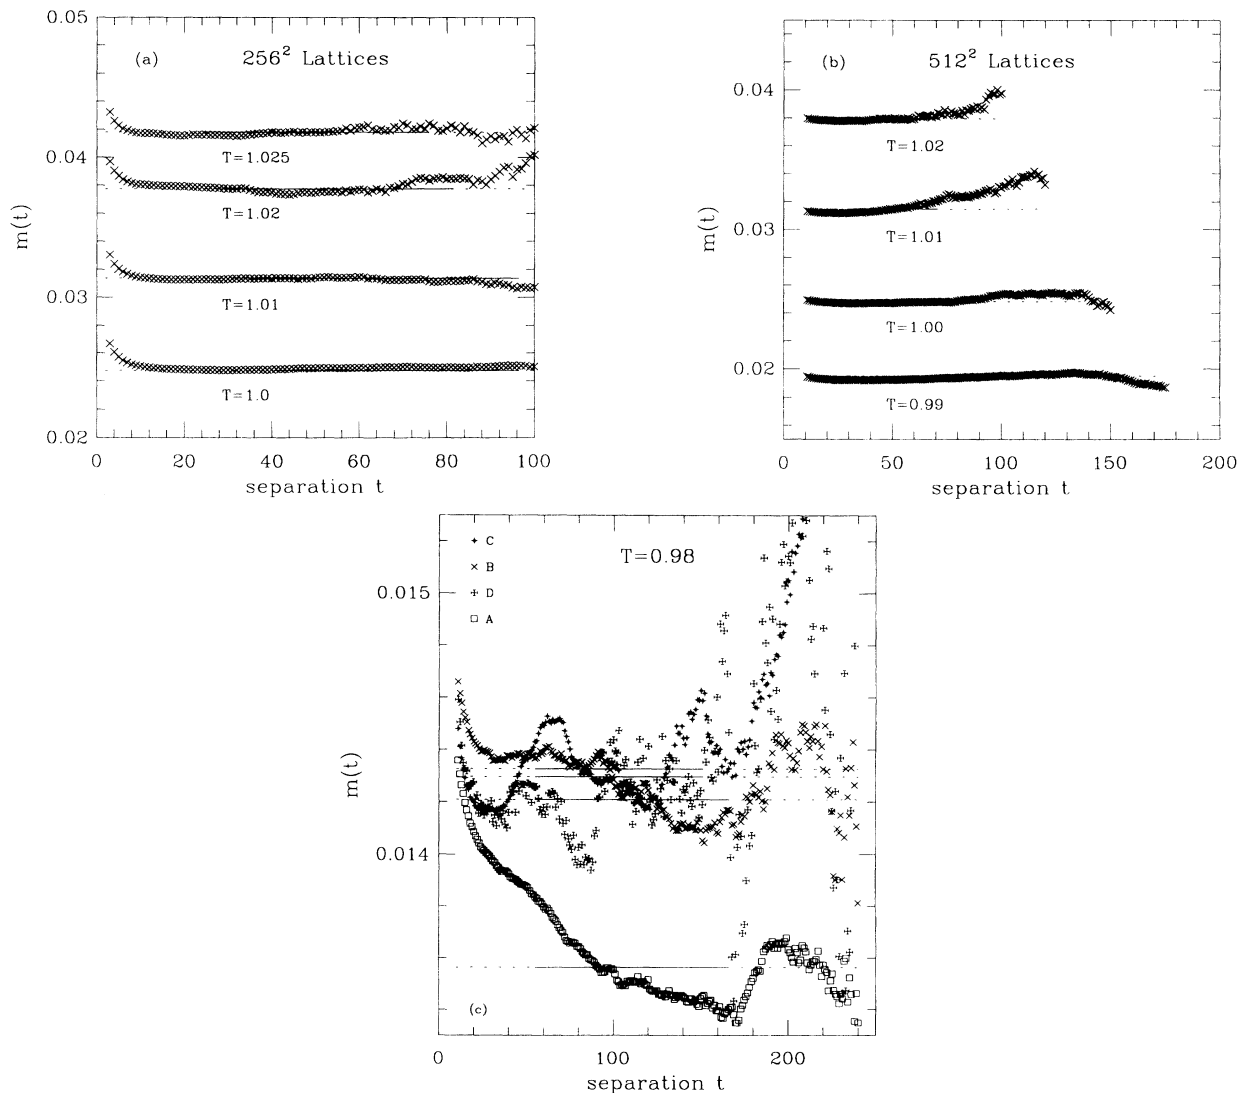 (a) 256² Lattices
0.05
0.04
0.03
0.02
m(t)
T=1.025
T=1.02
T=1.01
T=1.0
0 20 40 60 80 100
separation t
(b) 512² Lattices
0.04
0.03
0.02
m(t)
T=1.02
T=1.01
T=1.00
T=0.99
0 50 100 150 200
separation t
T=0.98
C
B
D
A
0.015
0.014
m(t)
(c)
0 100 200
separation t